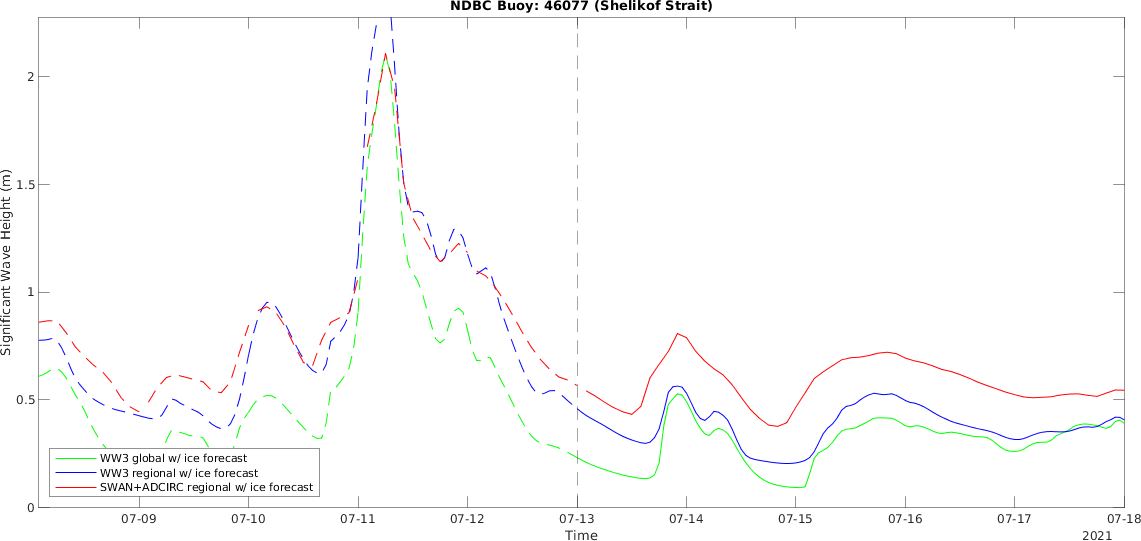 NDBC Buoy: 46077 (Shelikof Strait)
Significant Wave Height (m)
2
1.5
1
0.5
0
WW3 global w/ ice forecast
WW3 regional w/ ice forecast
SWAN+ADCIRC regional w/ ice forecast
07-09 07-10 07-11 07-12 07-13 07-14 07-15 07-16 07-17 07-18
Time
2021